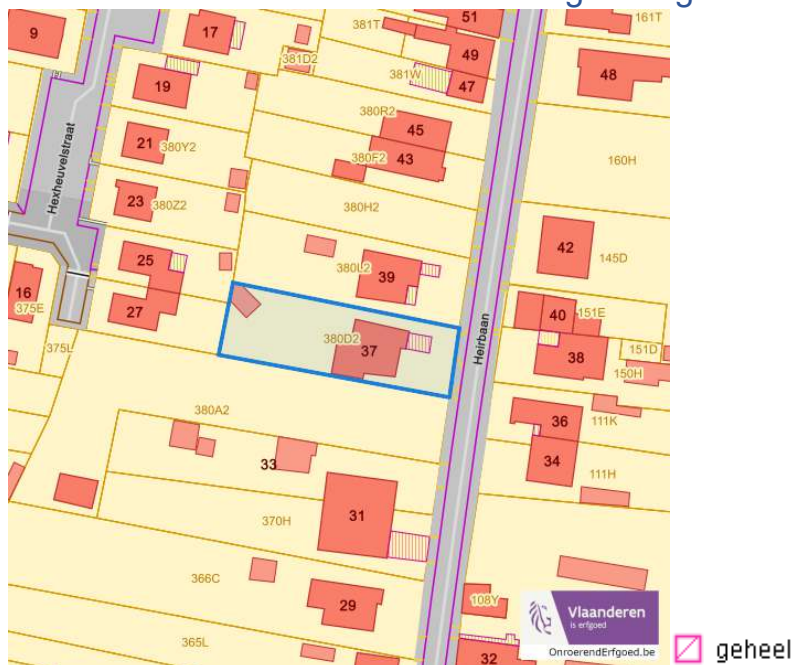 9
17
381T
51
161T
381D2
49
48
381W
47
19
380R2
45
21
380Y2
43
380F2
160H
Hexheuvelstraat
23
380Z2
380H2
42
145D
25
380L2
39
16
375E
27
40
151E
380D2
37
Heirbaan
38
151D
375L
150H
380A2
36
111K
33
34
111H
31
370H
366C
29
108Y
365L
32
Vlaanderen
is erfgoed
OnroerendErfgoed.be
geheel